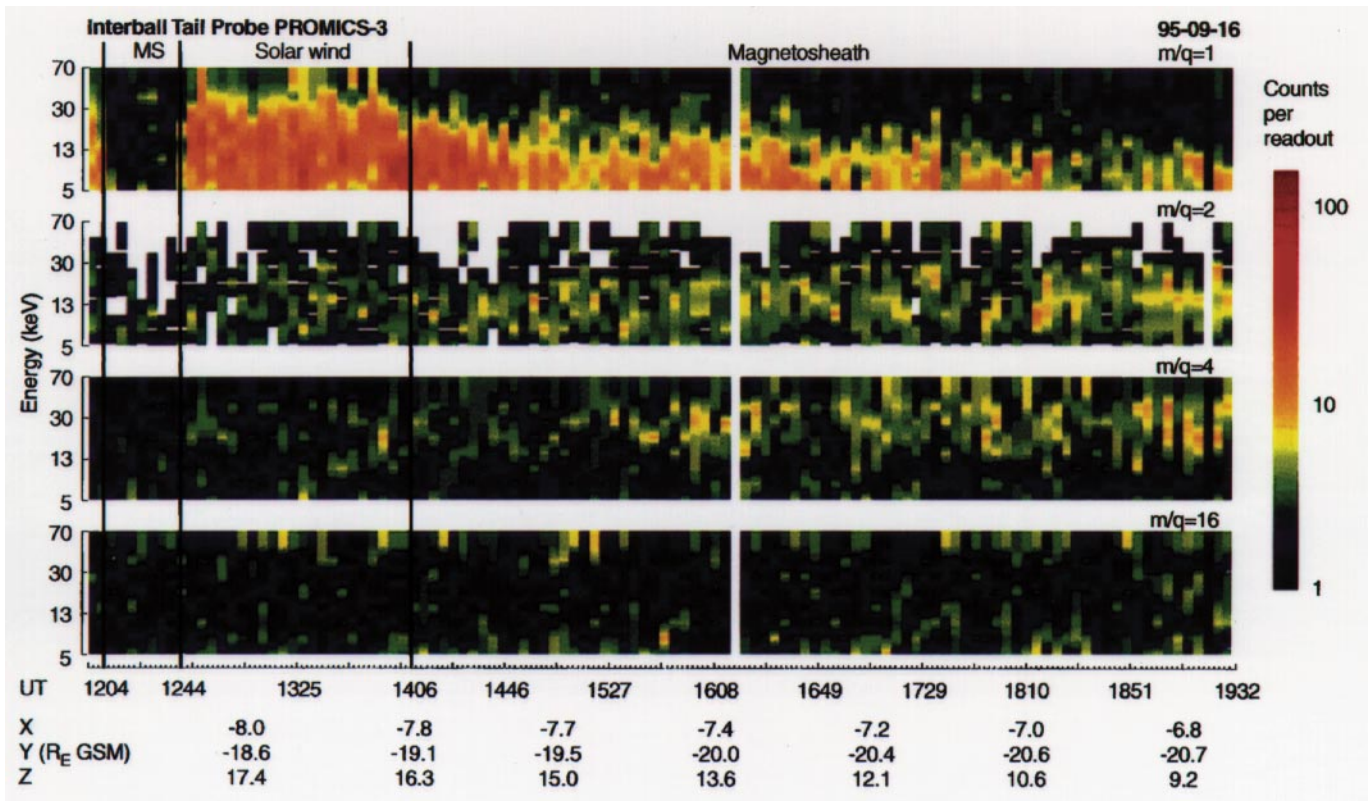 Interball Tail Probe PROMICS-3 95-09-16
MS Solar wind Magnetosheath m/q=1
70
30
13
5
Counts
per
readout
100
10
1
m/q=2
70
30
13
5
Energy (keV)
m/q=4
70
30
13
5
m/q=16
70
30
13
5
UT 1204 1244 1325 1406 1446 1527 1608 1649 1729 1810 1851 1932
X -8.0 -7.8 -7.7 -7.4 -7.2 -7.0 -6.8
Y (RE GSM) -18.6 -19.1 -19.5 -20.0 -20.4 -20.6 -20.7
Z 17.4 16.3 15.0 13.6 12.1 10.6 9.2